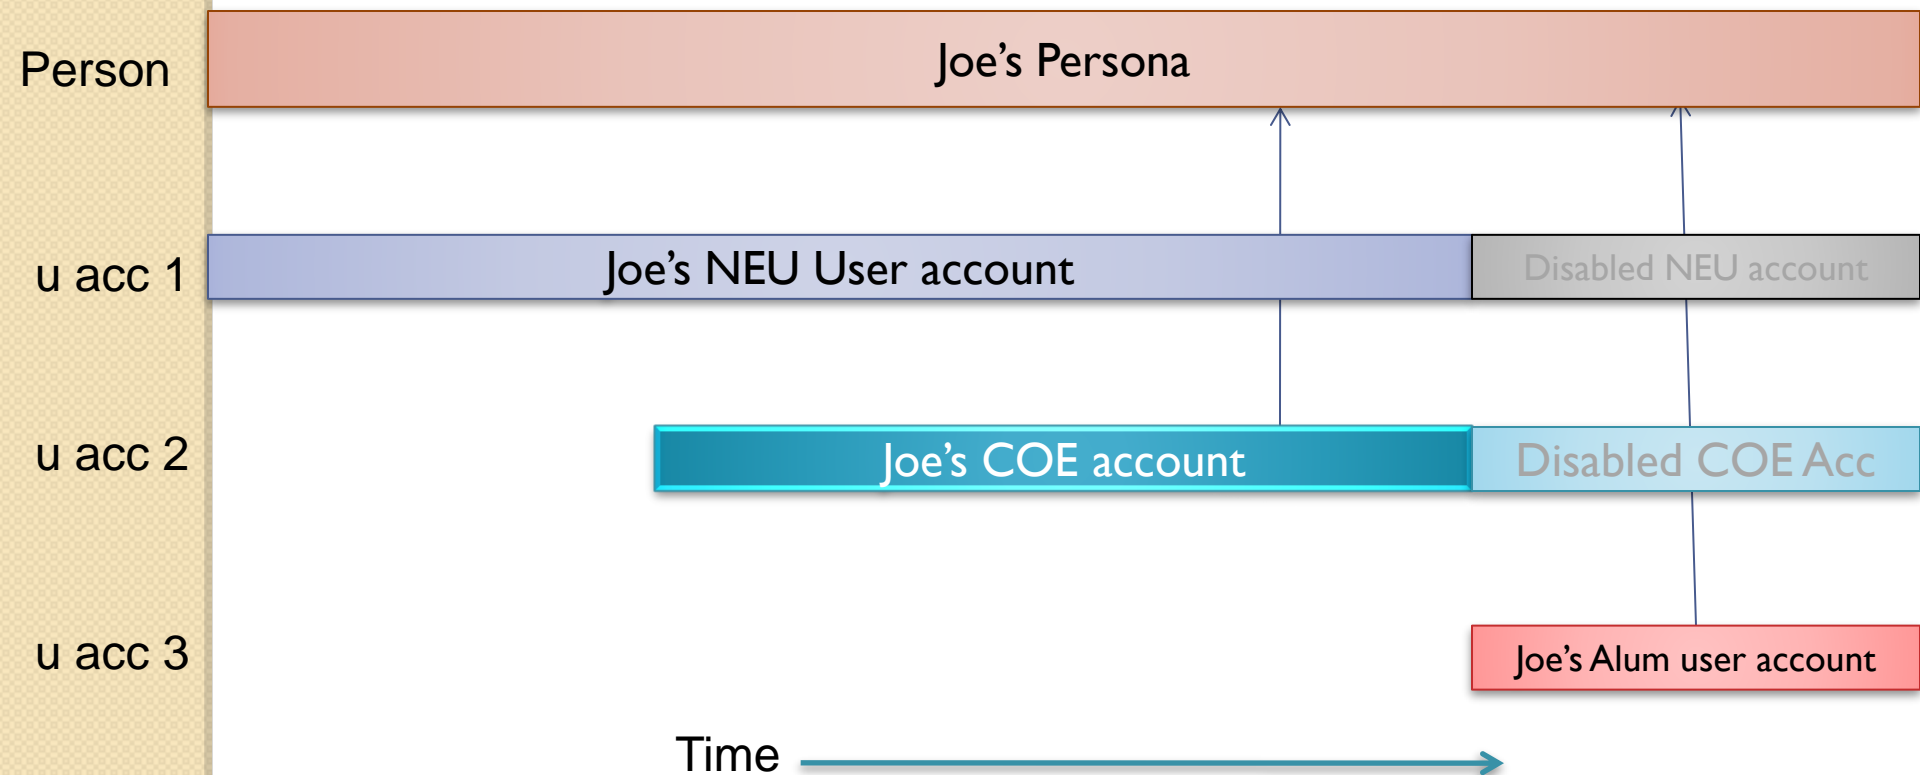 Person
Joe's Persona
u acc 1
Joe's NEU User account
Disabled NEU account
u acc 2
Joe's COE account
Disabled COE Acc
u acc 3
Joe's Alum user account
Time